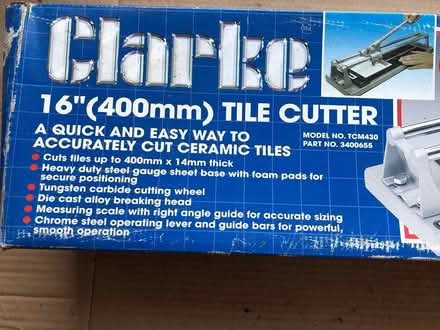 Clarke
16"(400mm) TILE CUTTER
A QUICK AND EASY WAY TO
ACCURATELY CUT CERAMIC TILES
MODEL NO. TCM430
PART NO. 3400655
Cuts tiles up to 400mm x 14mm thick
Heavy duty steel gauge sheet base with foam pads for
secure positioning
Tungsten carbide cutting wheel
Die cast alloy breaking head
Measuring scale with right angle guide for accurate sizing
Chrome steel operating lever and guide bars for powerful,
smooth operation